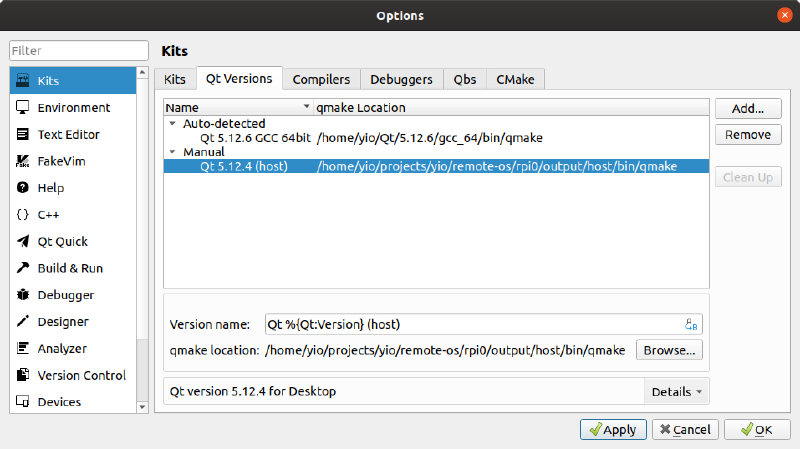 Options
Filter
Kits
Kits
Environment
Text Editor
FakeVim
Help
C++
Qt Quick
Build & Run
Debugger
Designer
Analyzer
Version Control
Devices
Kits Qt Versions Compilers Debuggers Qbs CMake
Name qmake Location
Auto-detected
Qt 5.12.6 GCC 64bit /home/yio/Qt/5.12.6/gcc_64/bin/qmake
Manual
Qt 5.12.4 (host) /home/yio/projects/yio/remote-os/rpi0/output/host/bin/qmake
Add...
Remove
Clean Up
Version name: Qt %{Qt:Version} (host)
qmake location: /home/yio/projects/yio/remote-os/rpi0/output/host/bin/qmake Browse...
Qt version 5.12.4 for Desktop Details
Apply Cancel OK